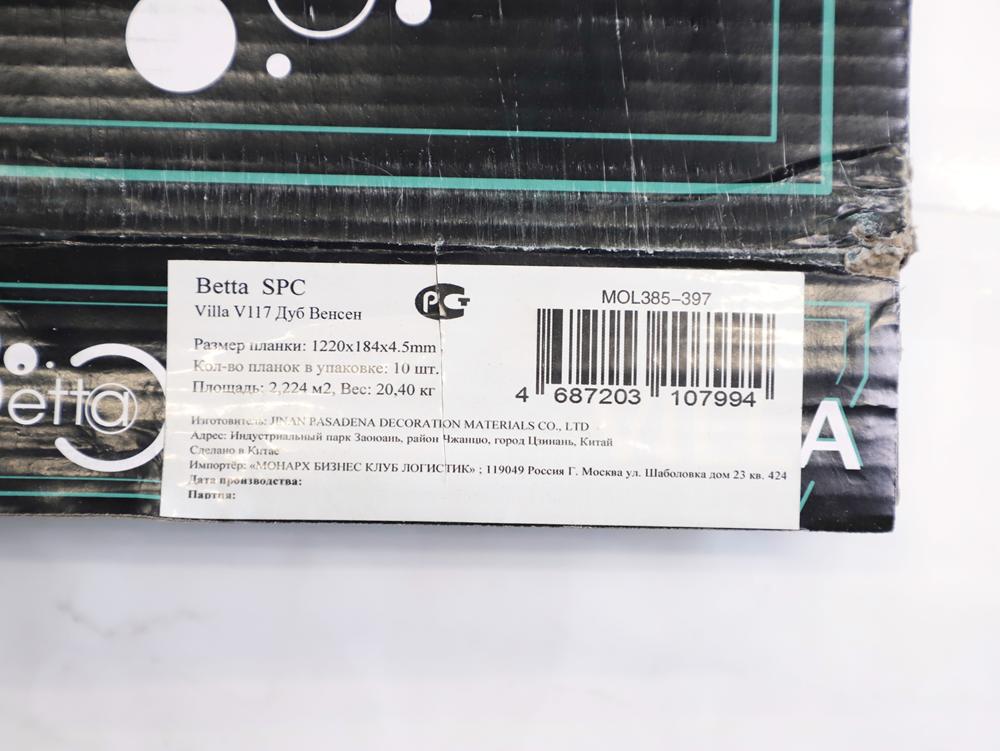 Betta SPC
Villa V117 Дуб Венсен
РСТ
MOL385-397
Размер планки: 1220x184x4.5mm
Кол-во планок в упаковке: 10 шт.
Площадь: 2,224 м2, Вес: 20,40 кг
4 687203 107994
Изготовитель: JINAN PASADENA DECORATION MATERIALS CO., LTD
Адрес: Индустриальный парк Заоюань, район Чжанцю, город Цзинань, Китай
Сделано в Китае
Импортёр: «МОНАРХ БИЗНЕС КЛУБ ЛОГИСТИК» ; 119049 Россия Г. Москва ул. Шаболовка дом 23 кв. 424
Дата производства:
Партия:
Betta
A